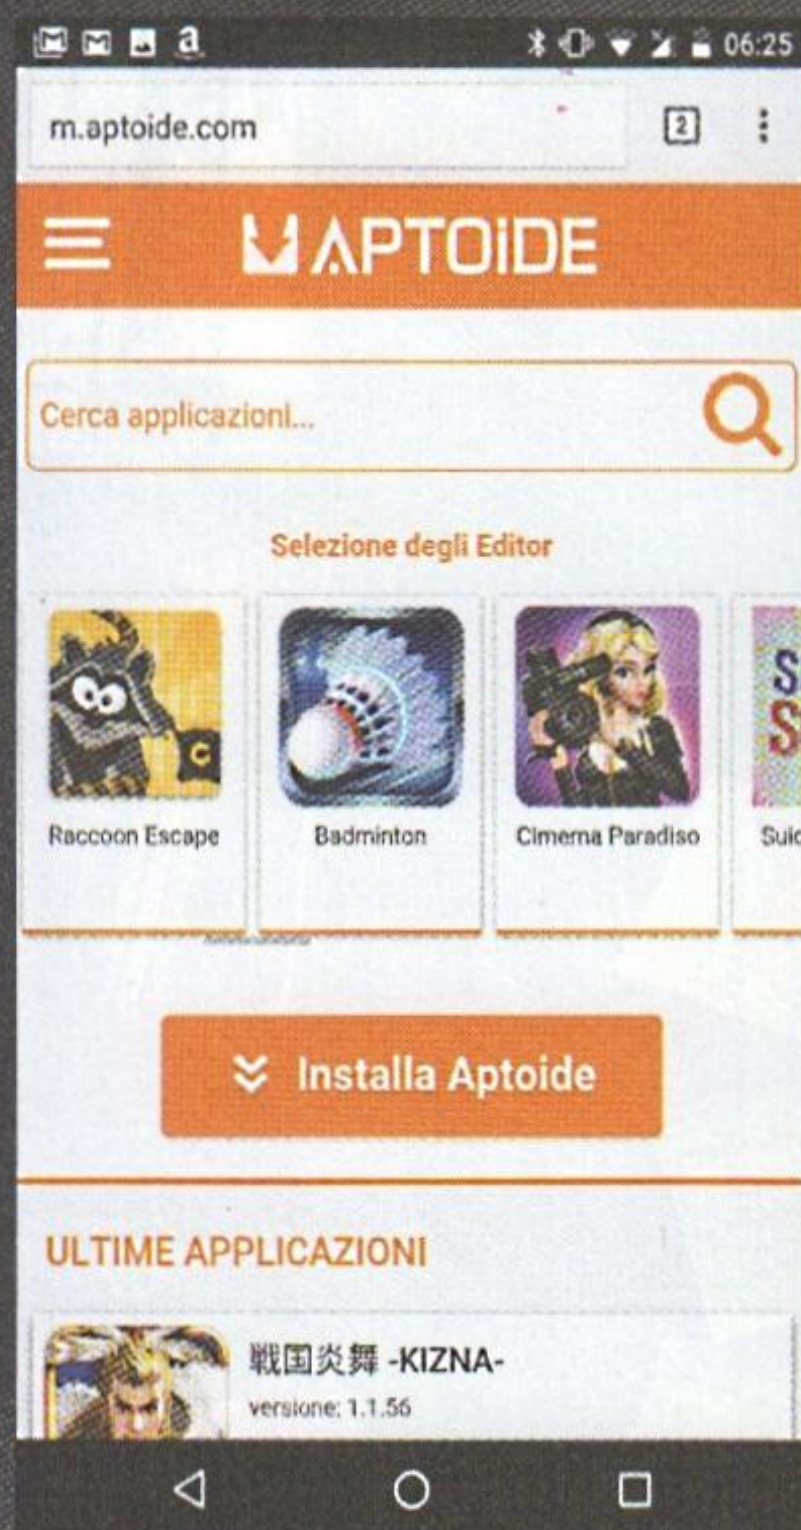 a
06:25
m.aptoide.com
2
APTOiDE
Cerca applicazioni...
Selezione degli Editor
Raccoon Escape
Badminton
Cimema Paradiso
C
S
S
Suic
Installa Aptoide
ULTIME APPLICAZIONI
戦国炎舞 -KIZNA-
versione: 1.1.56